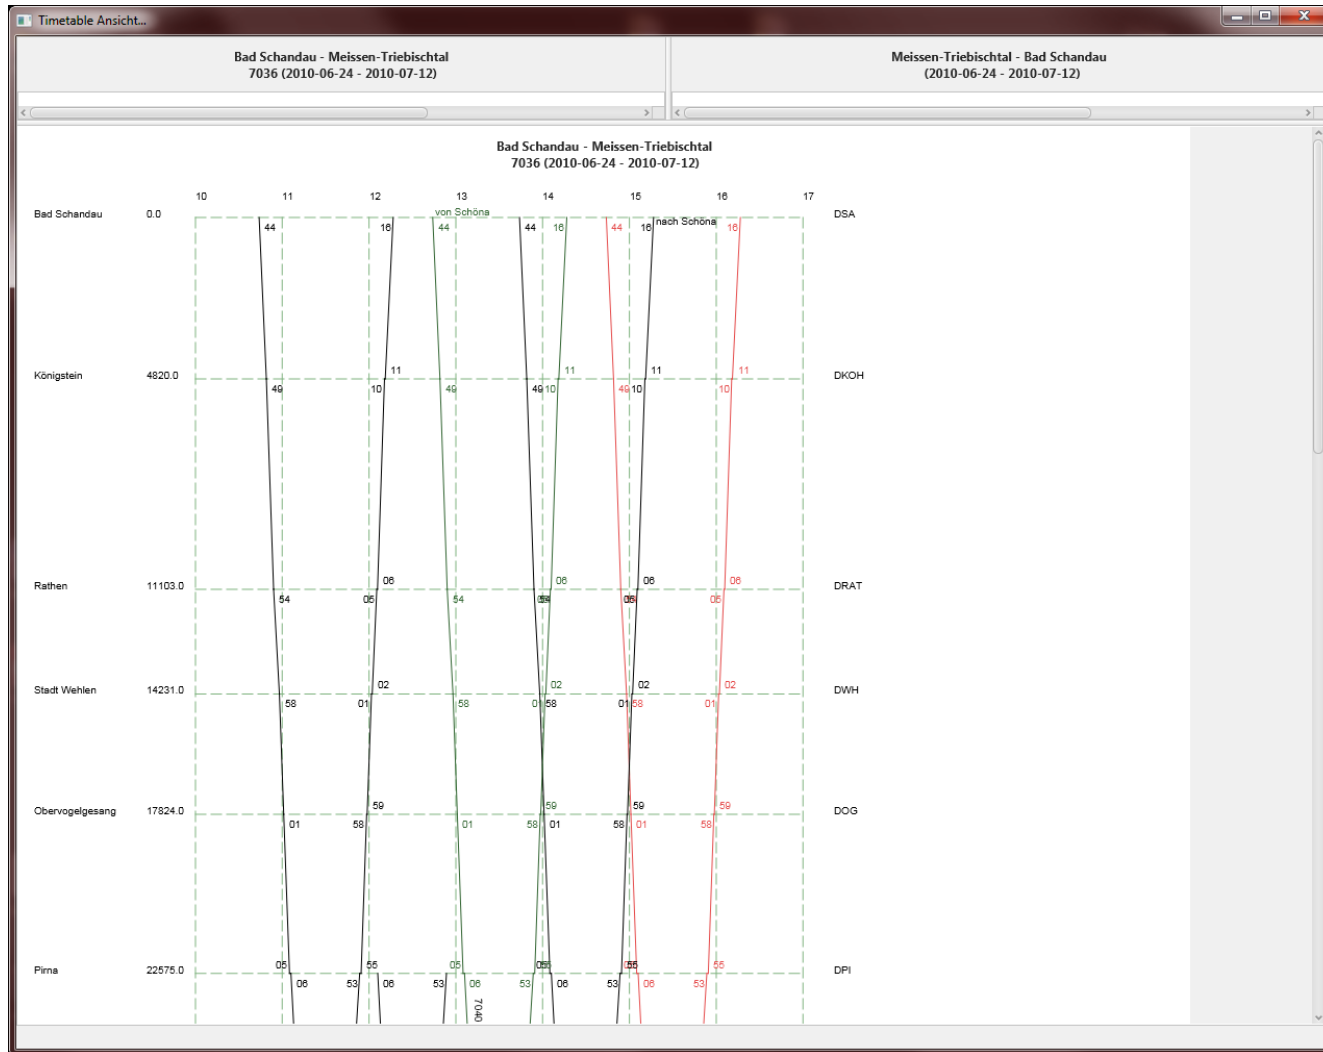 Timetable Ansicht...
Bad Schandau - Meissen-Triebischtal
7036 (2010-06-24 - 2010-07-12)
Meissen-Triebischtal - Bad Schandau
(2010-06-24 - 2010-07-12)
Bad Schandau - Meissen-Triebischtal
7036 (2010-06-24 - 2010-07-12)
10 11 12 13 14 15 16 17
Bad Schandau 0.0 von Schöna DSA
44 16 44 44 16 44 16 nach Schöna 16
11 11 11 11
Königstein 4820.0 DKOH
49 10 49 49 10 49 10 10
06 06 06 06
Rathen 11103.0 DRAT
54 05 54 05
02 02 02 02
Stadt Wehlen 14231.0 DWH
58 01 58 01 58 01 58 01
59 59 59 59
Obervogelgesang 17824.0 DOG
01 58 01 58 01 58 01 58
05 55 05 55
Pirna 22575.0 DPI
06 53 06 53 06 53 06 53 06 53
7040